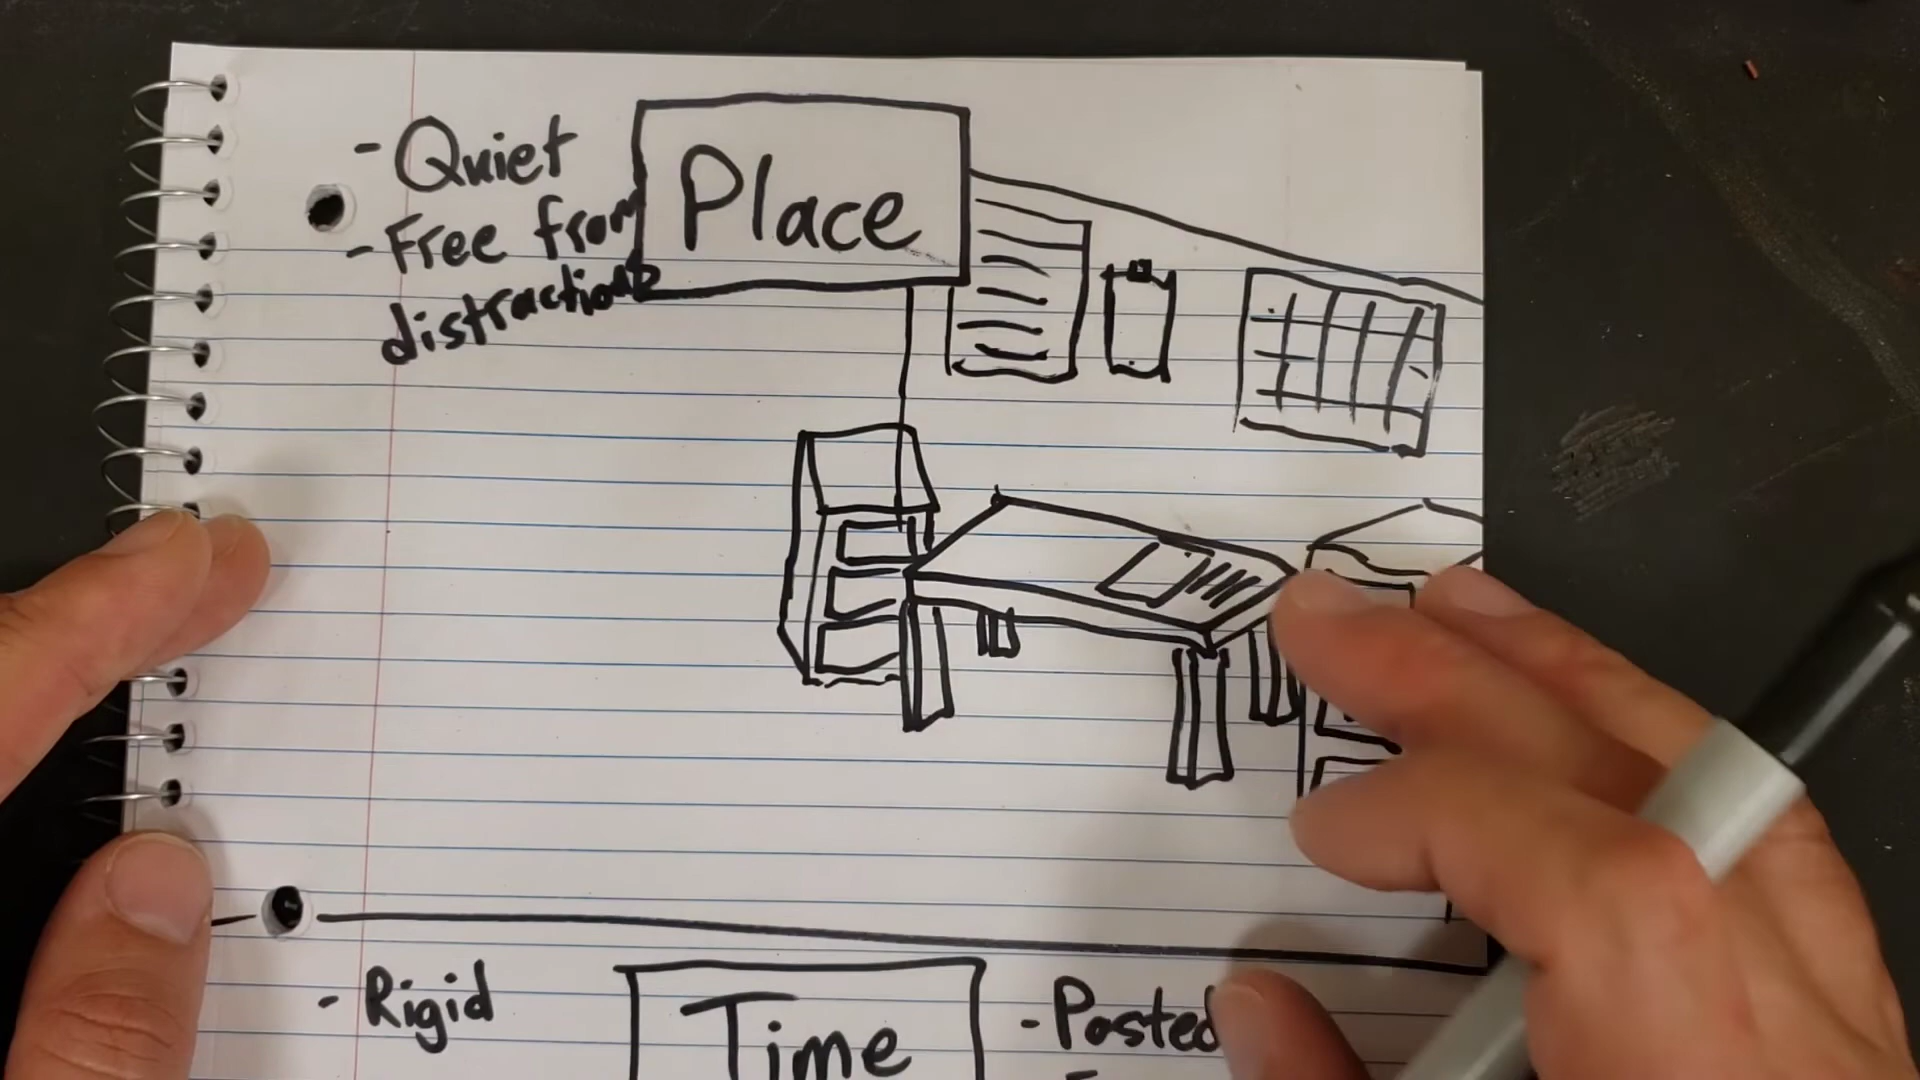 - Quiet
- Free from
distractions
Place
- Rigid
Time
- Posted